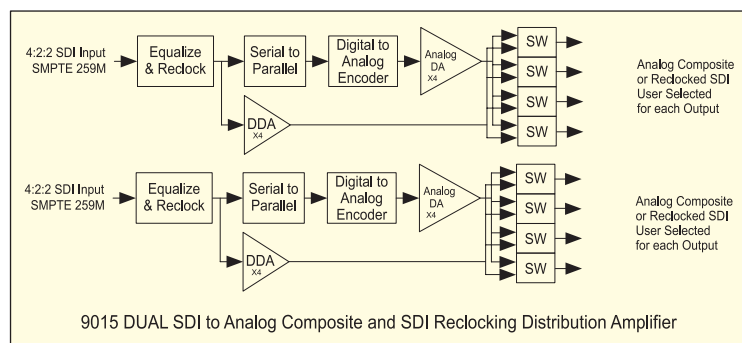 4:2:2 SDI Input
SMPTE 259M
Equalize
& Reclock
Serial to
Parallel
Digital to
Analog
Encoder
Analog
DA
X4
DDA
X4
SW
SW
SW
SW
Analog Composite
or Reclocked SDI
User Selected
for each Output
4:2:2 SDI Input
SMPTE 259M
Equalize
& Reclock
Serial to
Parallel
Digital to
Analog
Encoder
Analog
DA
X4
DDA
X4
SW
SW
SW
SW
Analog Composite
or Reclocked SDI
User Selected
for each Output
9015 DUAL SDI to Analog Composite and SDI Reclocking Distribution Amplifier